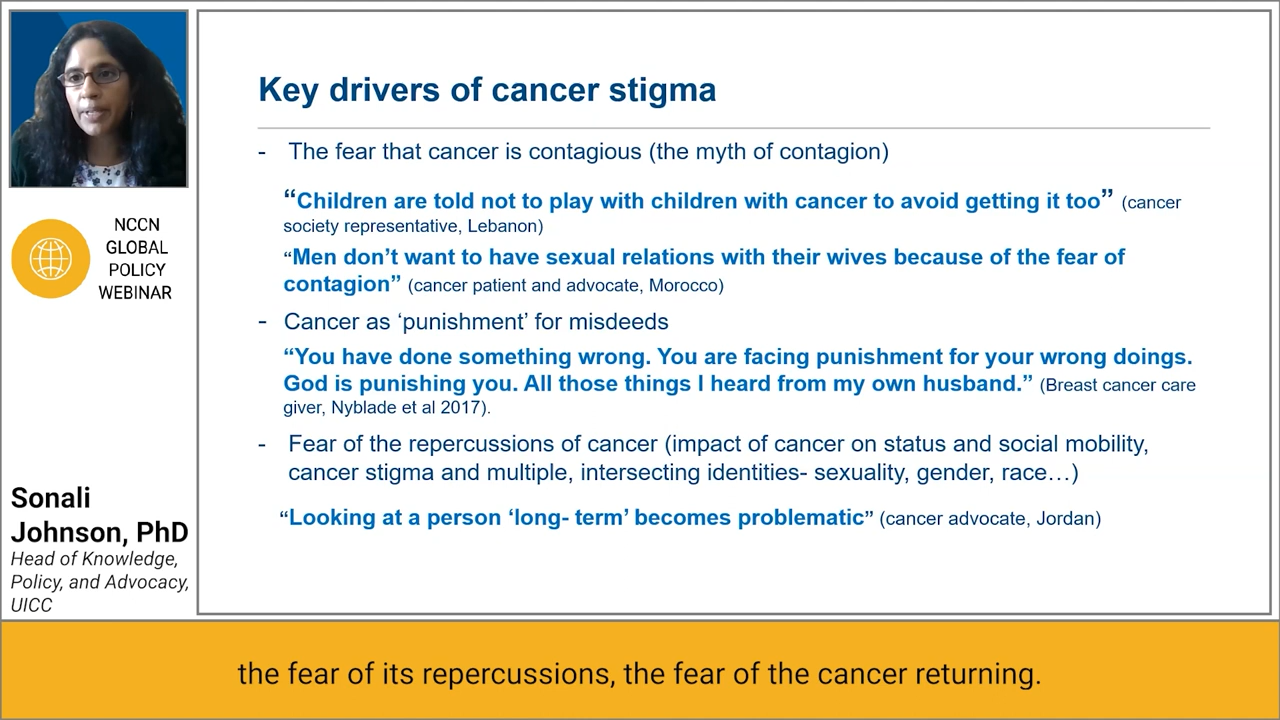 Key drivers of cancer stigma
- The fear that cancer is contagious (the myth of contagion)
“Children are told not to play with children with cancer to avoid getting it too” (cancer
society representative, Lebanon)
“Men don’t want to have sexual relations with their wives because of the fear of
contagion” (cancer patient and advocate, Morocco)
- Cancer as ‘punishment’ for misdeeds
“You have done something wrong. You are facing punishment for your wrong doings.
God is punishing you. All those things I heard from my own husband.” (Breast cancer care
giver, Nyblade et al 2017).
- Fear of the repercussions of cancer (impact of cancer on status and social mobility,
cancer stigma and multiple, intersecting identities- sexuality, gender, race…)
“Looking at a person ‘long- term’ becomes problematic” (cancer advocate, Jordan)
NCCN
GLOBAL
POLICY
WEBINAR
Sonali
Johnson, PhD
Head of Knowledge,
Policy, and Advocacy,
UICC
the fear of its repercussions, the fear of the cancer returning.